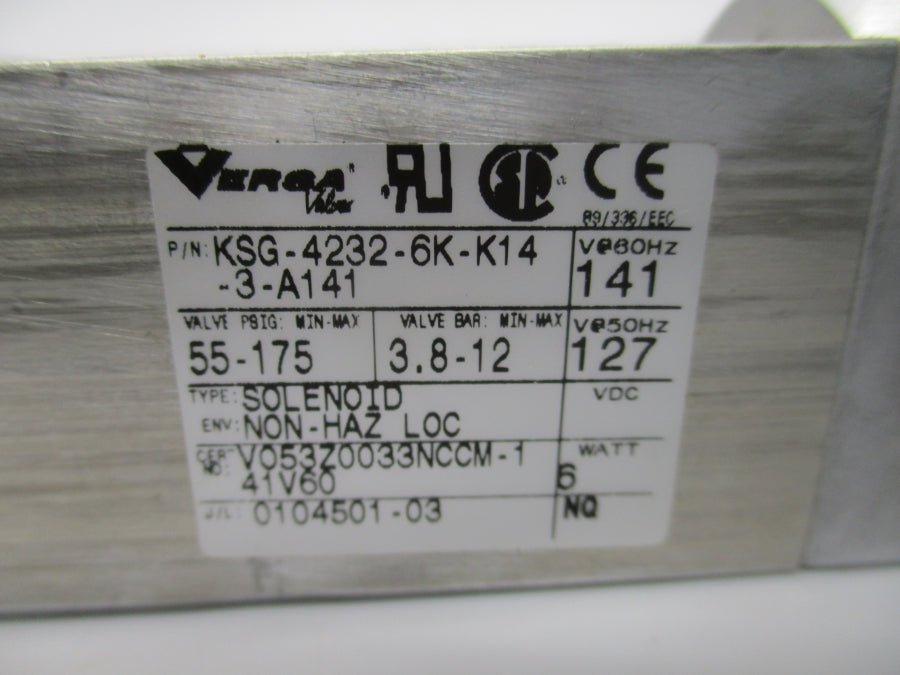 VERSA
Valves
CE
89/336/EEC
P/N: KSG-4232-6K-K14
-3-A141
V@60Hz
141
VALVE PSIG: MIN-MAX
55-175
VALVE BAR: MIN-MAX
3.8-12
V@50Hz
127
TYPE: SOLENOID
VDC
ENV: NON-HAZ LOC
CERT NO: V053Z0033NCCM-1
41V60
WATT
6
0104501-03
NQ